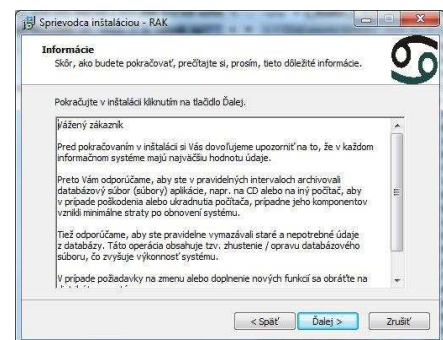 Sprievodca inštaláciou - RAK
Informácie
Skôr, ako budete pokračovať, prečítajte si, prosím, tieto dôležité informácie.
Pokračujte v inštalácii kliknutím na tlačidlo Ďalej.
Vážený zákazník
Pred pokračovaním v inštalácii si Vás dovoľujeme upozorniť na to, že v každom
informačnom systéme majú najväčšiu hodnotu údaje.
Preto Vám odporúčame, aby ste v pravidelných intervaloch archivovali
databázový súbor (súbory) aplikácie, napr. na CD alebo na iný počítač, aby
v prípade poškodenia alebo ukradnutia počítača, prípadne jeho komponentov
vznikli minimálne straty po obnovení systému.
Tiež odporúčame, aby ste pravidelne vymazávali staré a nepotrebné údaje
z databázy. Táto operácia obsahuje tzv. zhustenie / opravu databázového
súboru, čo zvyšuje výkonnosť systému.
V prípade požiadavky na zmenu alebo doplnenie nových funkcií sa obráťte na
< Späť
Ďalej >
Zrušiť